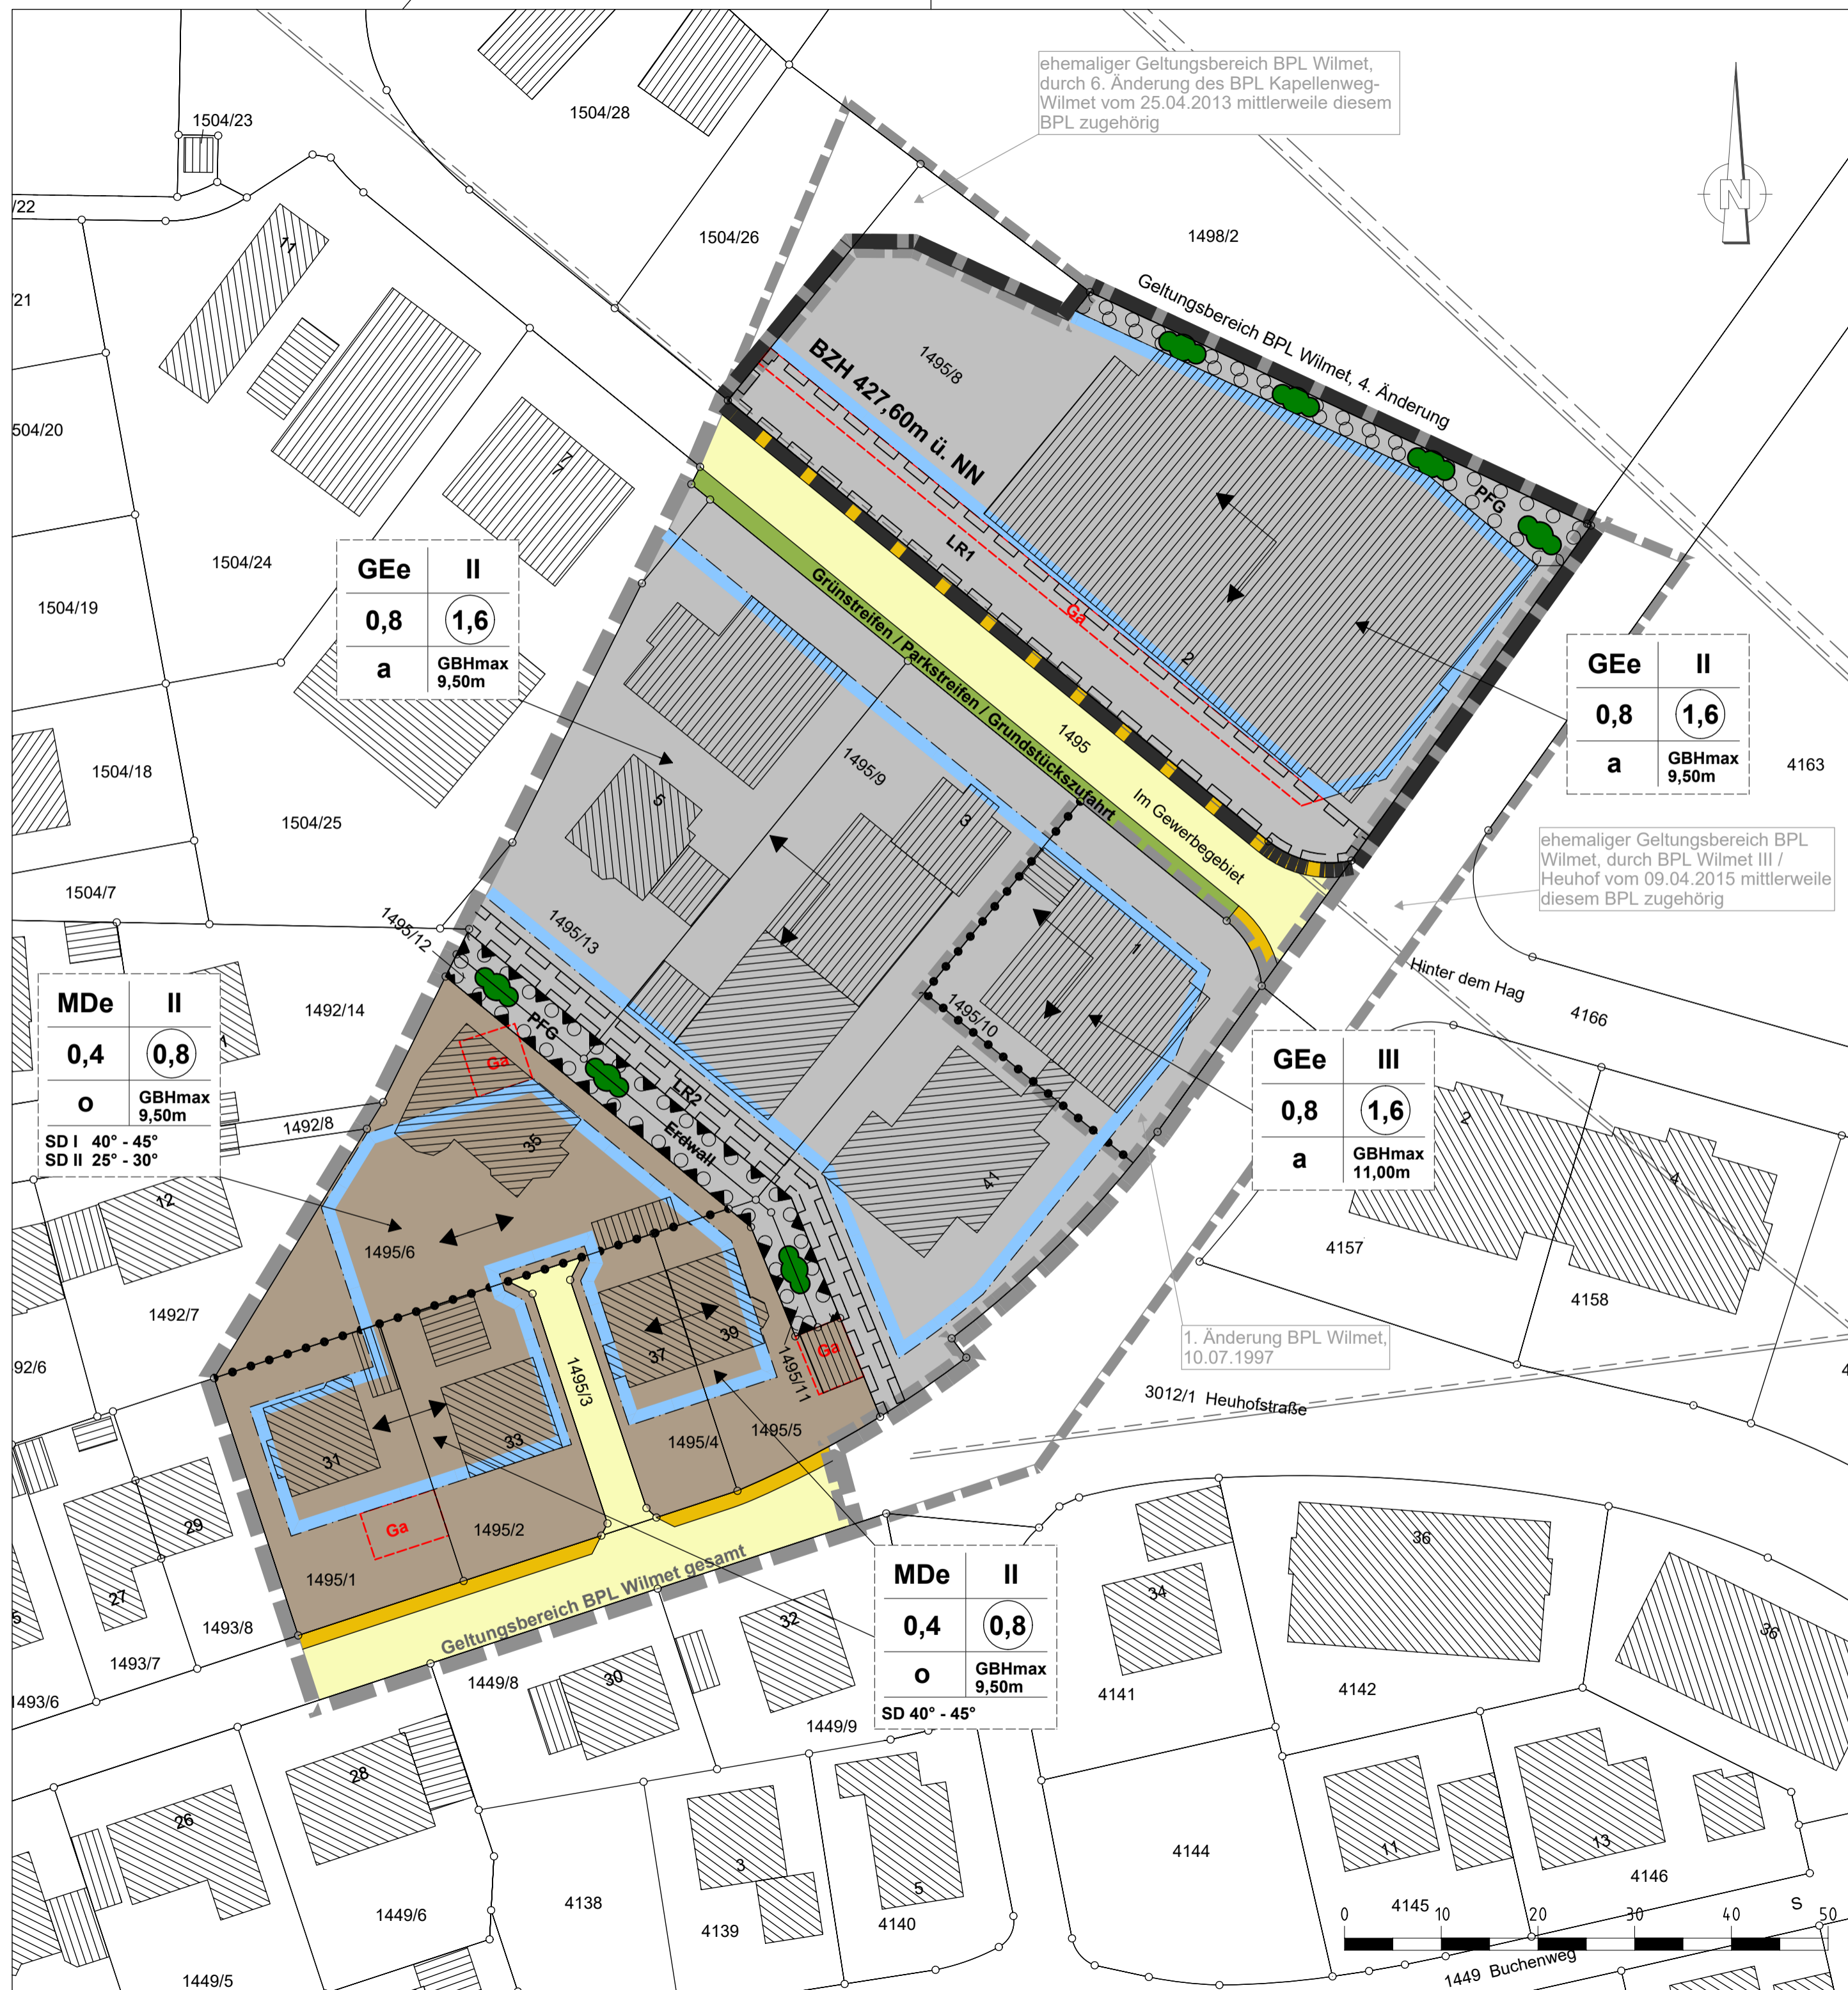 ehemaliger Geltungsbereich BPL Wilmet,
durch 6. Änderung des BPL Kapellenweg-
Wilmet vom 25.04.2013 mittlerweile diesem
BPL zugehörig
1504/28
1504/23
/22
1504/26
1498/2
N
11
/21
Geltungsbereich BPL Wilmet, 4. Änderung
1495/8
BZH 427,60m ü. NN
504/20
7
7
PFG
1504/24
GEe II
0,8 1,6
a GBHmax
9,50m
LR1
Grünstreifen / Parkstreifen / Grundstückszufahrt
Ga
1504/19
2
GEe II
0,8 1,6
a GBHmax
9,50m
1495
4163
1504/18
1495/9
5
Im Gewerbegebiet
3
1504/25
ehemaliger Geltungsbereich BPL
Wilmet, durch BPL Wilmet III /
Heuhof vom 09.04.2015 mittlerweile
diesem BPL zugehörig
1504/7
1495/12
1495/13
1
Hinter dem Hag
1492/14
1495/10
4166
MDe II
0,4 0,8
o GBHmax
9,50m
SD I 40° - 45°
SD II 25° - 30°
1
PFG
Ga
LR2
GEe III
0,8 1,6
a GBHmax
11,00m
1492/8
35
Erdwall
2
4
12
41
1495/6
4157
1492/7
4158
92/6
39
37
Ga
1495/11
1495/3
1. Änderung BPL Wilmet,
10.07.1997
3012/1 Heuhofstraße
4
31
33
1495/4
1495/5
29
Ga
1495/2
1495/1
27
Geltungsbereich BPL Wilmet gesamt
5
1493/8
MDe II
0,4 0,8
o GBHmax
9,50m
SD 40° - 45°
36
34
32
36
1493/7
1493/6
1449/8
30
4141
4142
1449/9
28
26
3
5
11
13
4144
4146
1449/6
4138
4139
4140
4145
S
0 10 20 30 40 50
1449/5
1449 Buchenweg